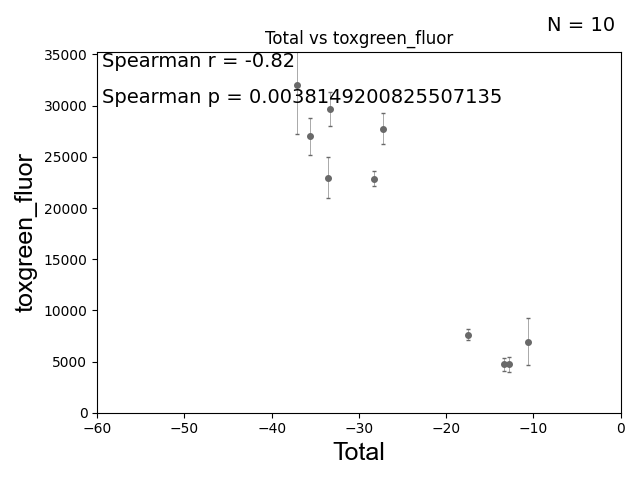 N = 10
Total vs toxgreen_fluor
Spearman r = -0.82
Spearman p = 0.0038149200825507135
35000
30000
25000
20000
15000
10000
5000
0
toxgreen_fluor
−60 −50 −40 −30 −20 −10 0
Total